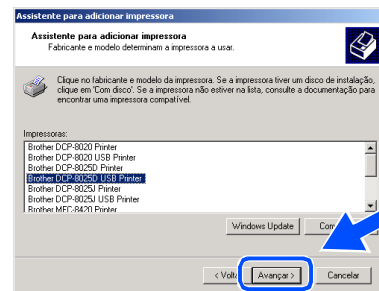 Assistente para adicionar impressora
Assistente para adicionar impressora
Fabricante e modelo determinam a impressora a usar.
Clique no fabricante e modelo da impressora. Se a impressora tiver um disco de instalação,
clique em 'Com disco'. Se a impressora não estiver na lista, consulte a documentação para
encontrar uma impressora compatível.
Impressoras:
Brother DCP-8020 Printer
Brother DCP-8020 USB Printer
Brother DCP-8025D Printer
Brother DCP-8025D USB Printer
Brother DCP-8025J Printer
Brother DCP-8025J USB Printer
Brother MFC-8420 Printer
Windows Update
Com
< Volta
Avançar >
Cancelar